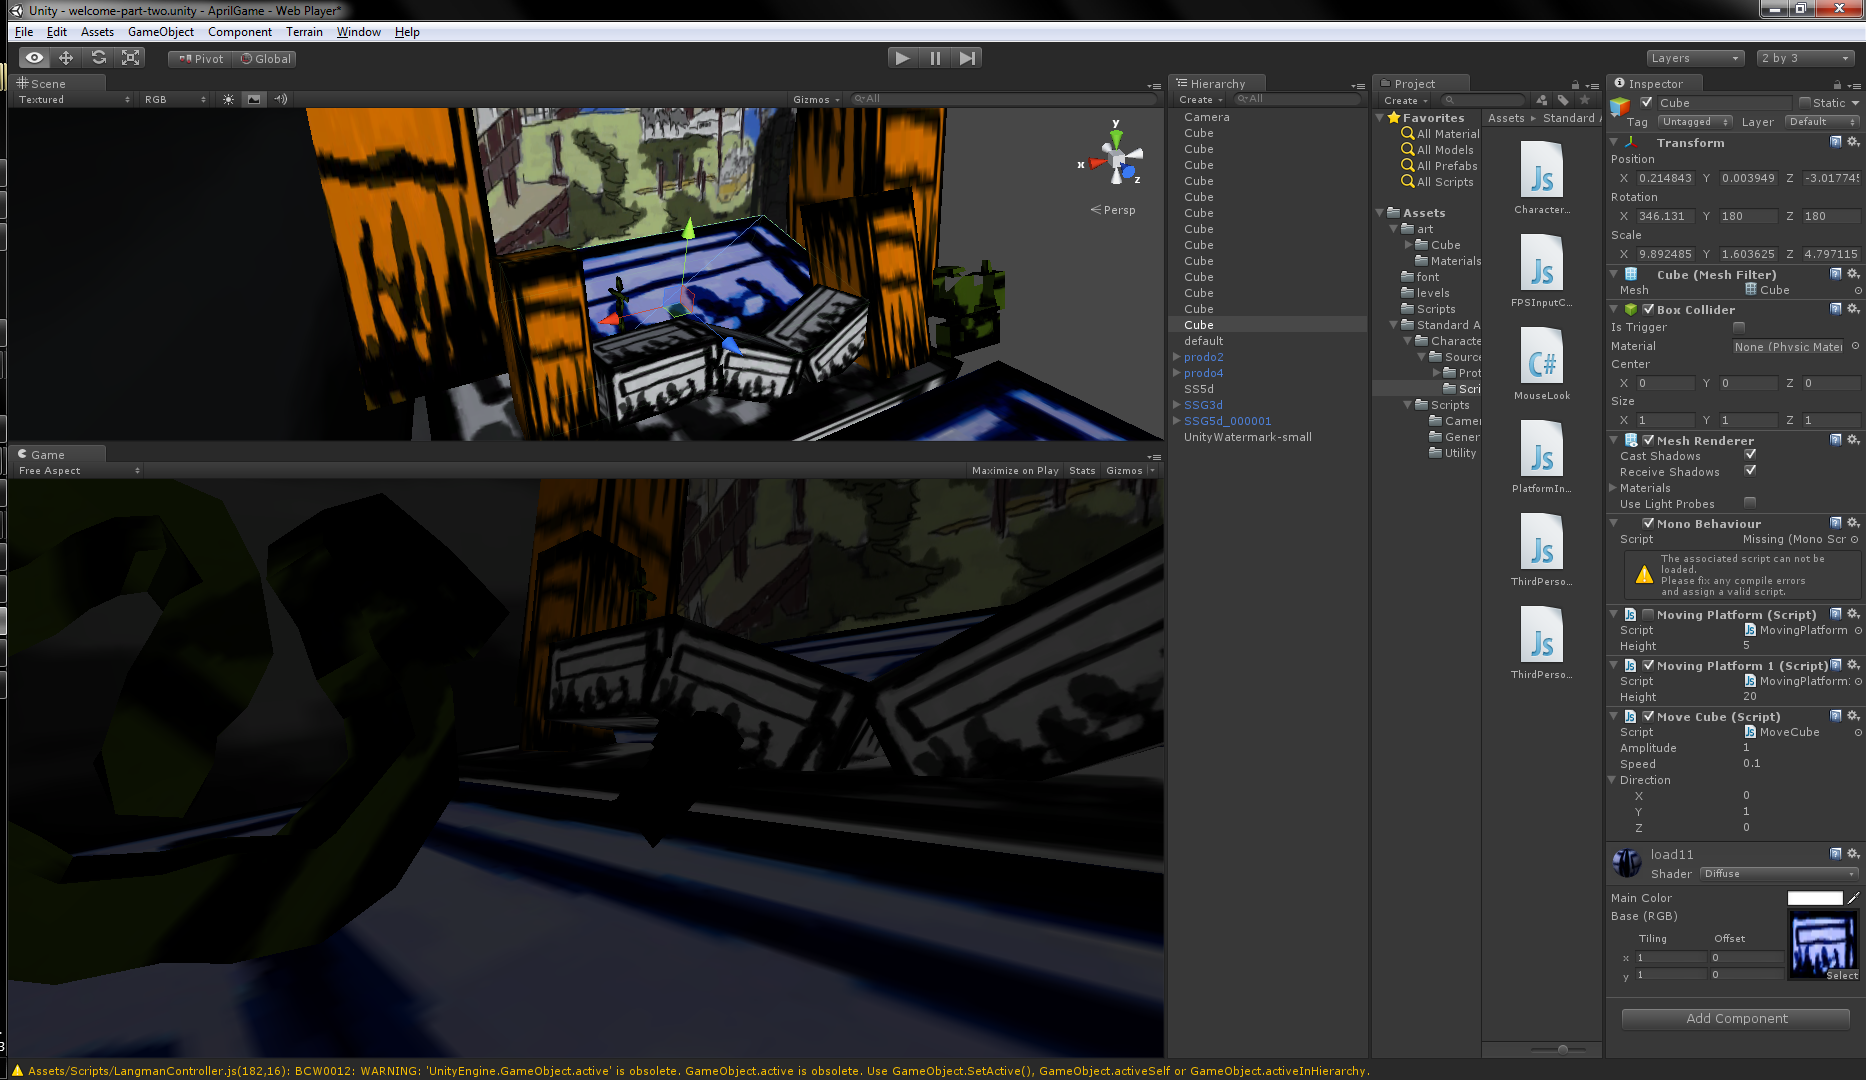 Unity - welcome-part-two.unity - AprilGame - Web Player*
File Edit Assets GameObject Component Terrain Window Help
Pivot Global
Layers 2 by 3
Scene
Textured RGB Gizmos All
y
x
z
Persp
Game
Free Aspect Maximize on Play Stats Gizmos
Hierarchy
Create All
Camera
Cube
Cube
Cube
Cube
Cube
Cube
Cube
Cube
Cube
Cube
Cube
Cube
Cube
default
prodo2
prodo4
SS5d
SSG3d
SSG5d_000001
UnityWatermark-small
Project
Create
Favorites
All Material
All Models
All Prefabs
All Scripts
Assets
art
Cube
Materials
font
levels
Scripts
Standard A
Characte
Source
Prot
Scri
Scripts
Camer
Gener
Utility
Assets Standard A
Js
Character...
Js
FPSInputC...
Js
C#
MouseLook
Js
PlatformIn...
Js
ThirdPerso...
Js
ThirdPerso...
Inspector
Cube Static
Tag Untagged Layer Default
Transform
Position
X -0.214843 Y 0.003949 Z -3.017745
Rotation
X 346.131 Y 180 Z 180
Scale
X 9.892485 Y 1.603625 Z 4.797115
Cube (Mesh Filter)
Mesh Cube
Box Collider
Is Trigger
Material None (Physic Mater
Center
X 0 Y 0 Z 0
Size
X 1 Y 1 Z 1
Mesh Renderer
Cast Shadows
Receive Shadows
Materials
Use Light Probes
Mono Behaviour
Script Missing (Mono Scr
The associated script can not be
loaded.
Please fix any compile errors
and assign a valid script.
Js Moving Platform (Script)
Script MovingPlatform
Height 5
Js Moving Platform 1 (Script)
Script MovingPlatform
Height 20
Js Move Cube (Script)
Script MoveCube
Amplitude 1
Speed 0.1
Direction
X 0
Y 1
Z 0
load11
Shader Diffuse
Main Color
Base (RGB)
Tiling Offset
x 1 0
y 1 0
Select
Add Component
Assets/Scripts/LangmanController.js(182,16): BCW0012: WARNING: 'UnityEngine.GameObject.active' is obsolete. GameObject.active is obsolete. Use GameObject.SetActive(), GameObject.activeSelf or GameObject.activeInHierarchy.